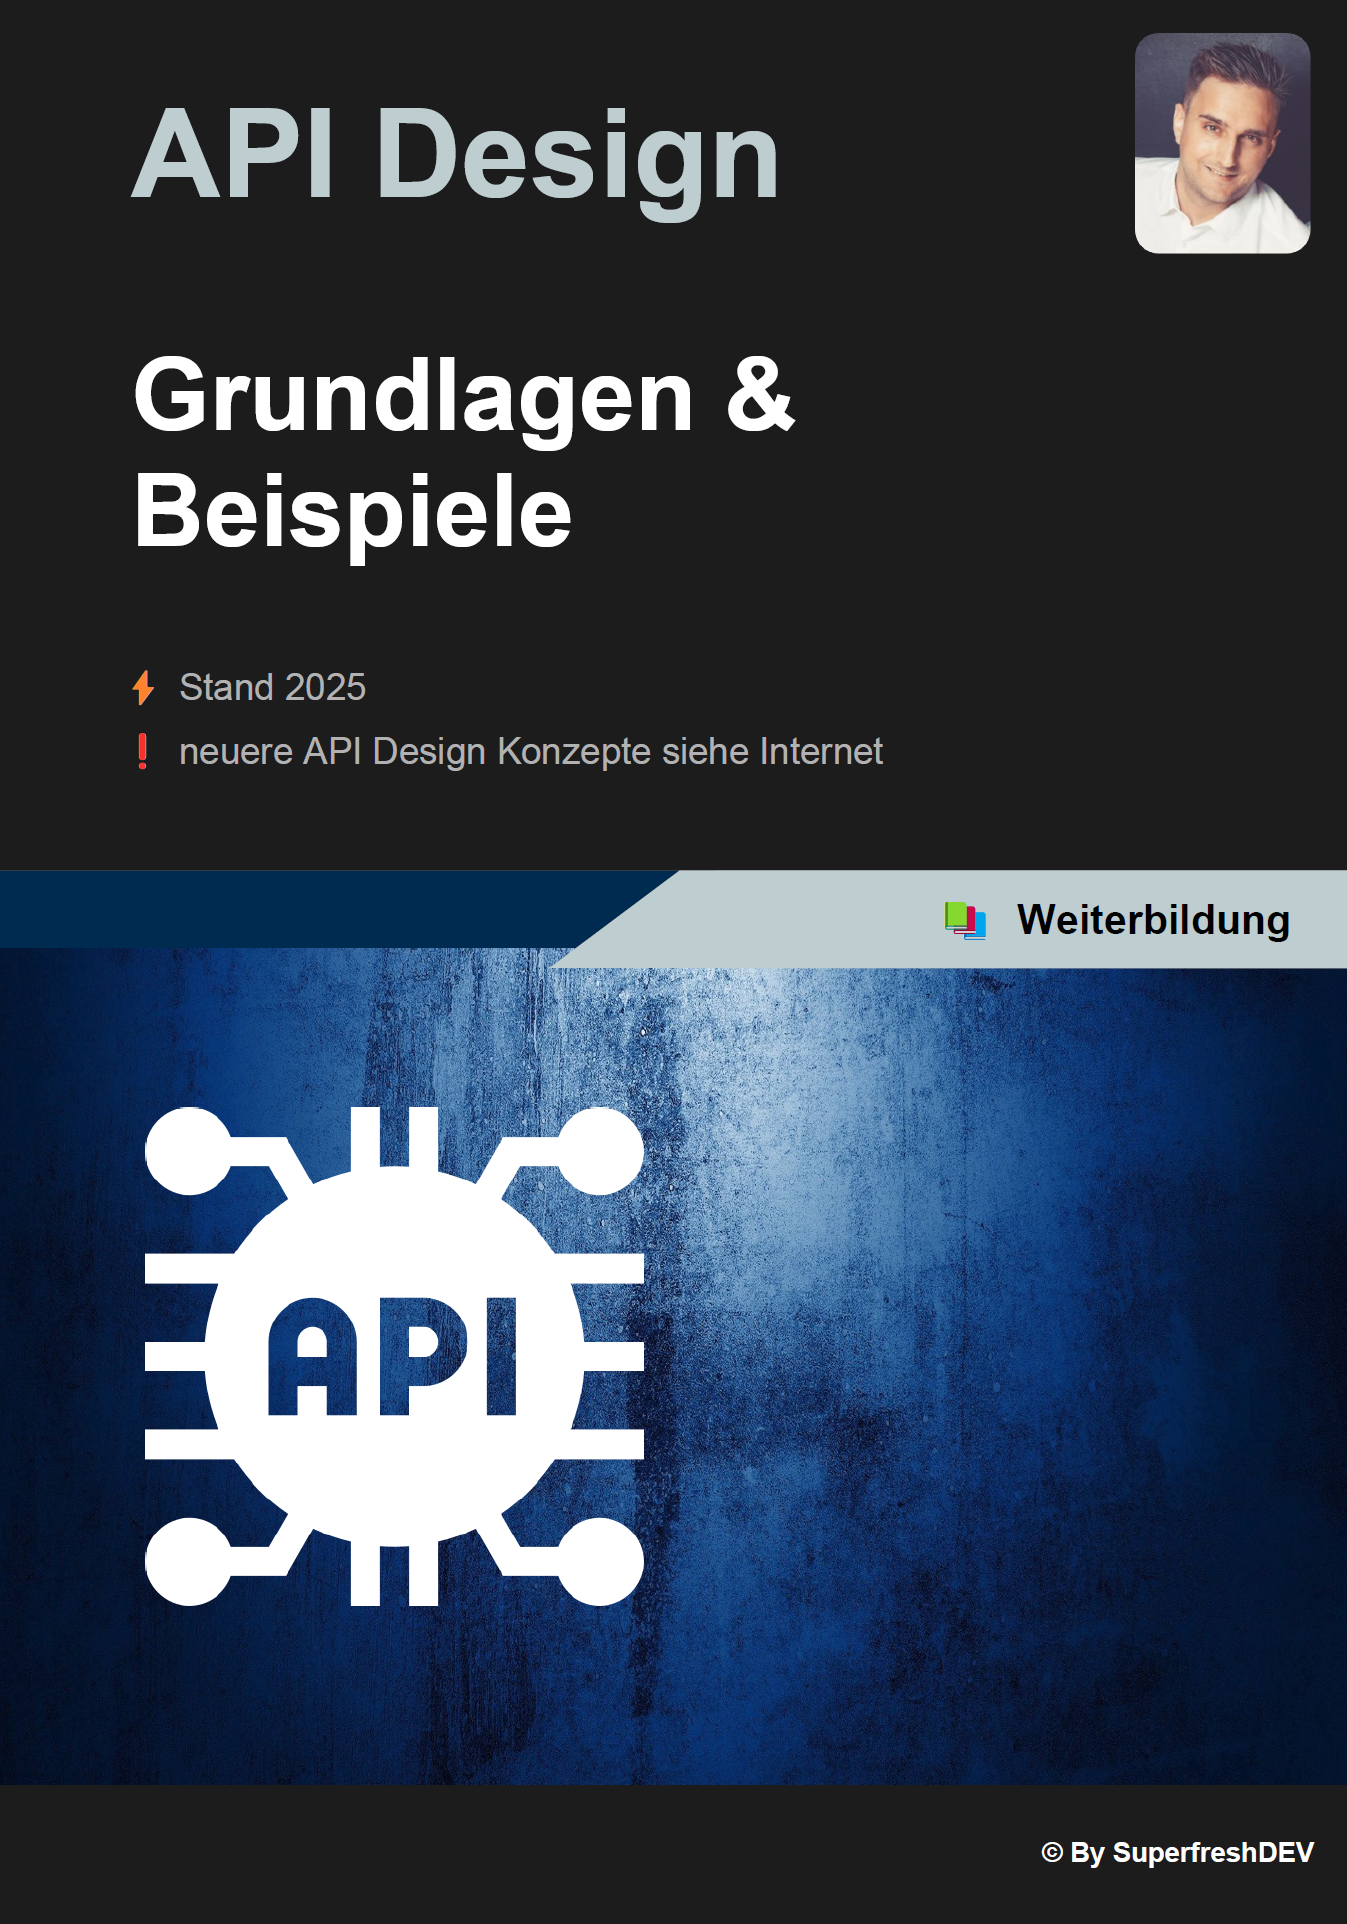 API Design
Grundlagen &
Beispiele
Stand 2025
neuere API Design Konzepte siehe Internet
Weiterbildung
API
© By SuperfreshDEV